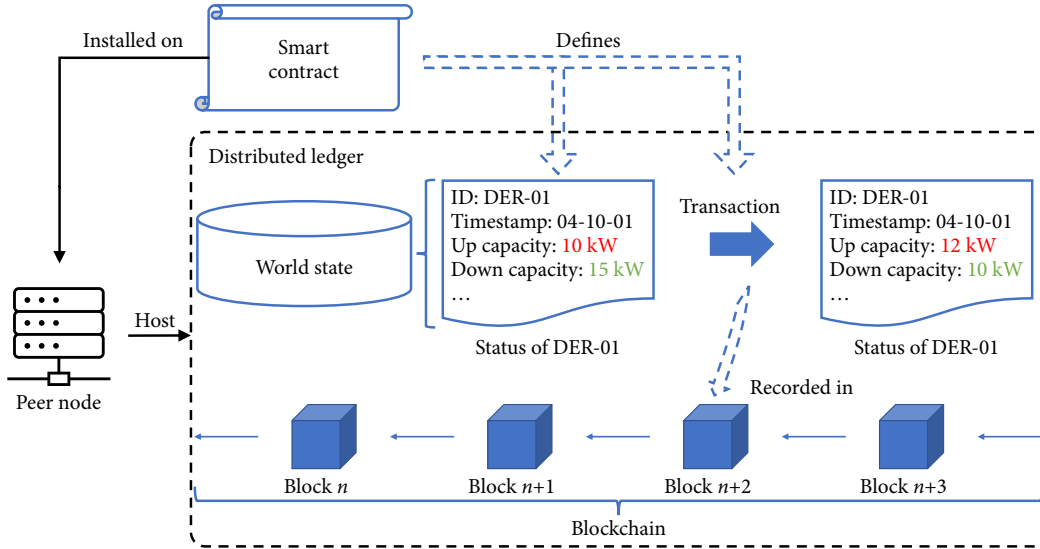 Installed on
Smart
contract
Defines
Distributed ledger
World state
ID: DER-01
Timestamp: 04-10-01
Up capacity: 10 kW
Down capacity: 15 kW
…
Status of DER-01
Transaction
ID: DER-01
Timestamp: 04-10-01
Up capacity: 12 kW
Down capacity: 10 kW
…
Status of DER-01
Host
Peer node
Recorded in
Block n
Block n+1
Block n+2
Block n+3
Blockchain